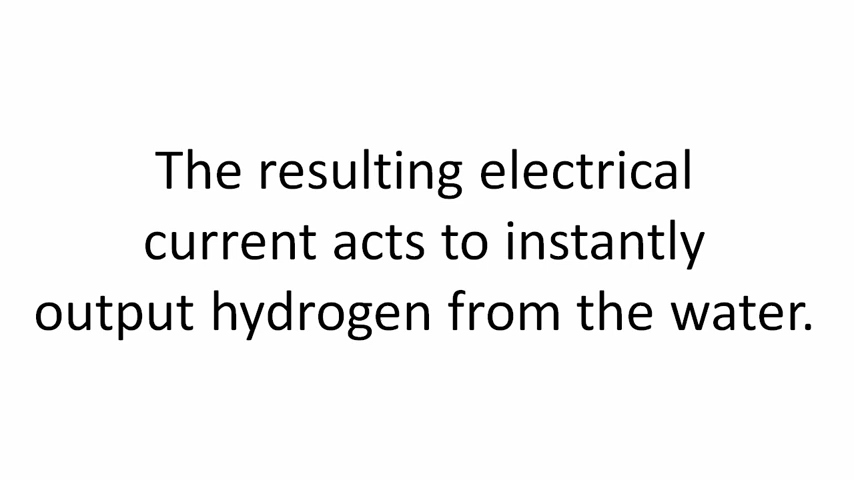 The resulting electrical
current acts to instantly
output hydrogen from the water.